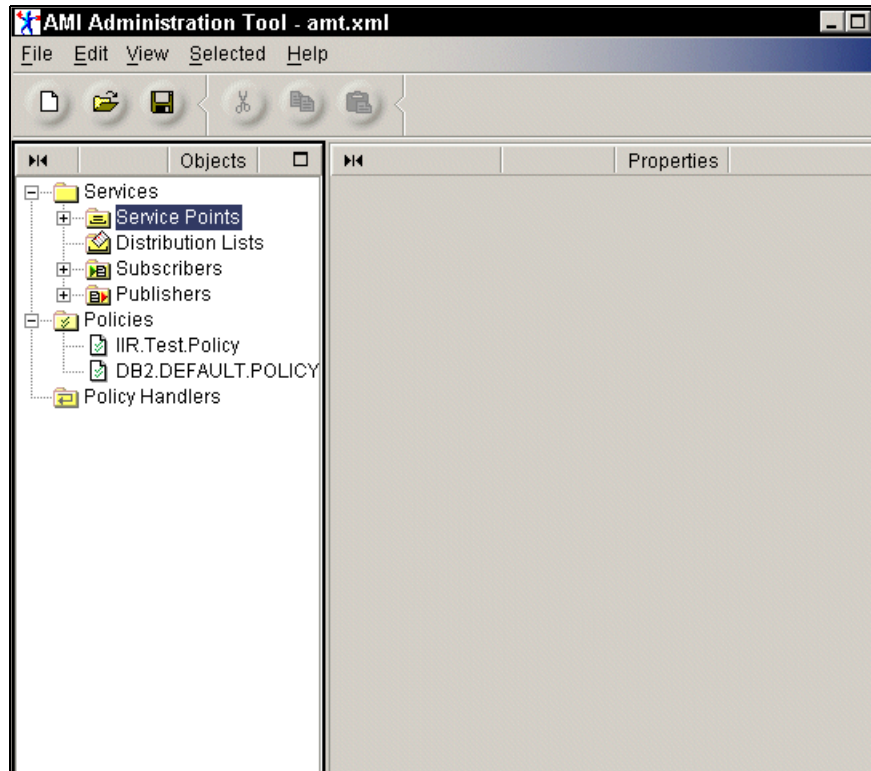 AMI Administration Tool - amt.xml
File Edit View Selected Help
Objects
Properties
Services
Service Points
Distribution Lists
Subscribers
Publishers
Policies
IIR.Test.Policy
DB2.DEFAULT.POLICY
Policy Handlers